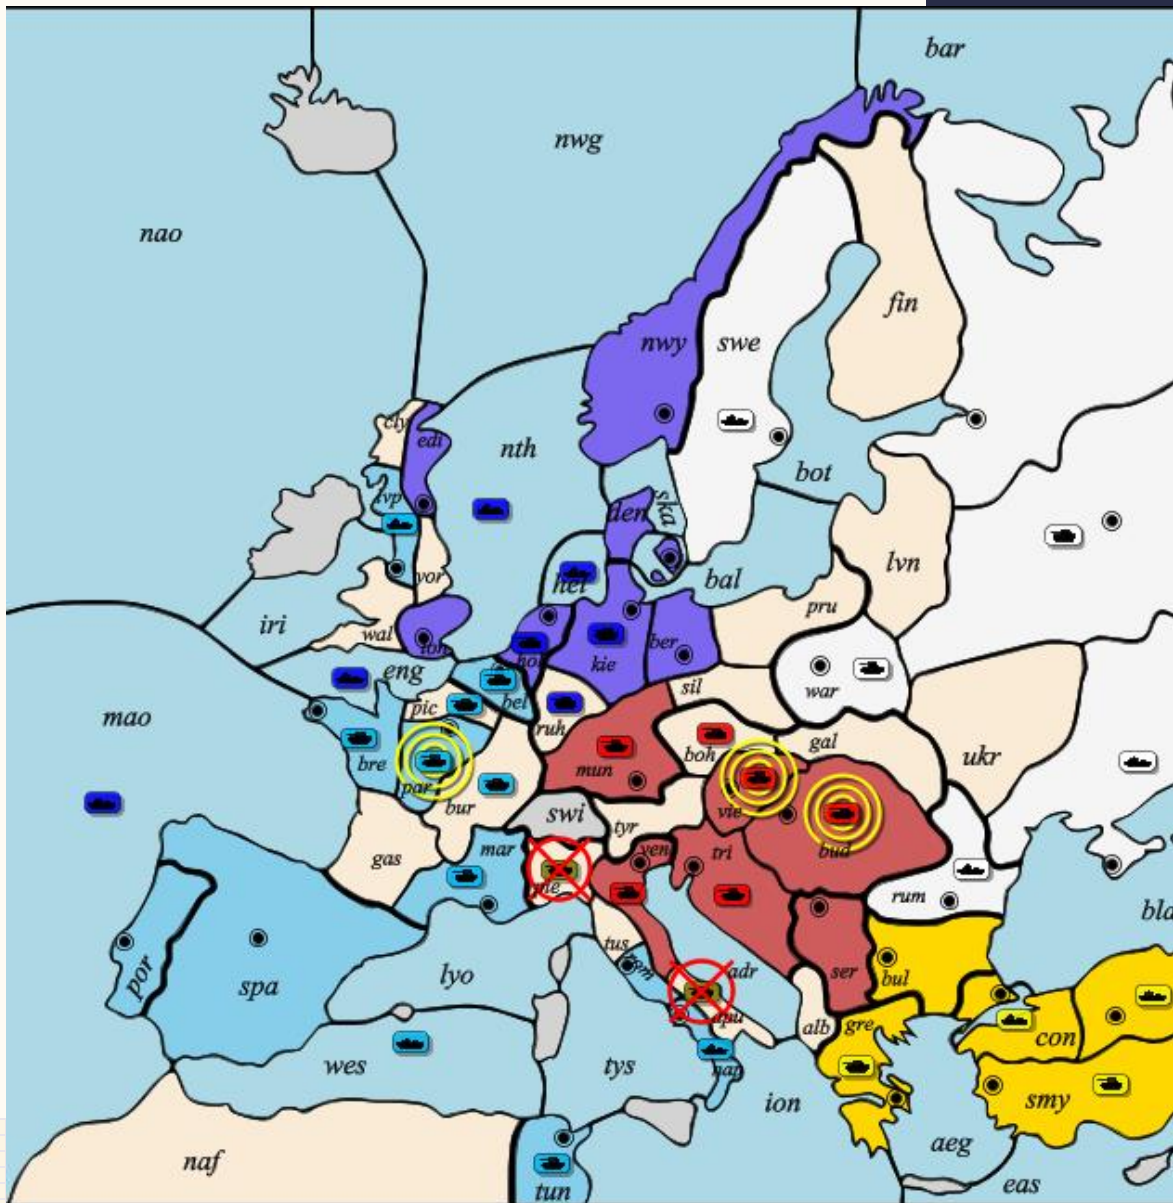 bar
nwg
nao
fin
nwy
swe
cly
edi
nth
bot
lvp
den
ska
lvn
hel
bal
yor
pru
iri
wal
lon
hol
kie
ber
eng
war
bel
sil
pic
mao
ruh
boh
gal
ukr
bre
mun
par
bur
vie
swi
tyr
bud
gas
mar
ven
tri
pie
rum
bla
tus
rom
adr
ser
bul
por
spa
lyo
apu
alb
gre
con
wes
tys
nap
ion
smy
aeg
naf
tun
eas